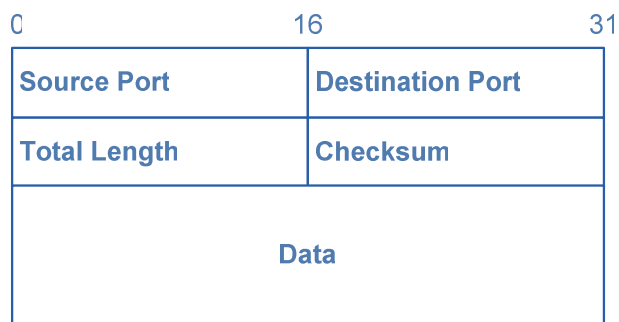 0 16 31
Source Port Destination Port
Total Length Checksum
Data